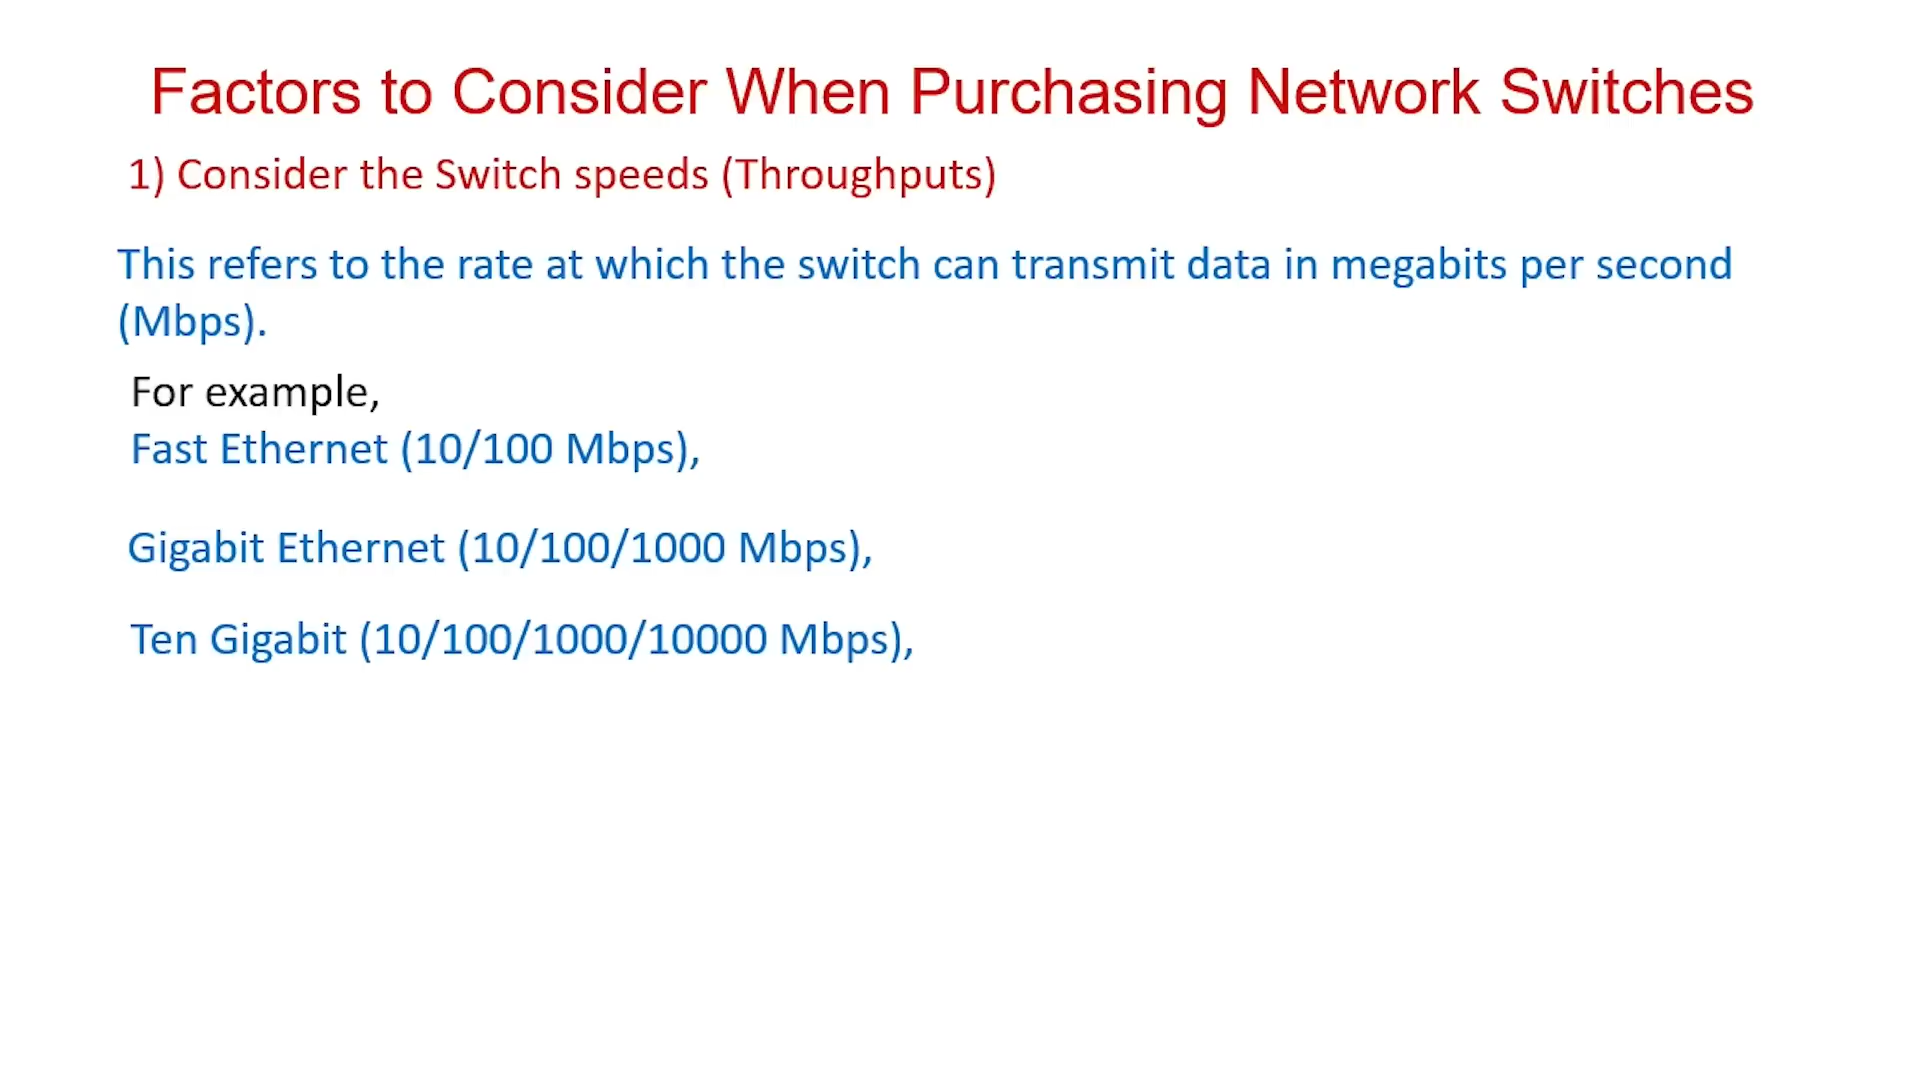 Factors to Consider When Purchasing Network Switches
1) Consider the Switch speeds (Throughputs)
This refers to the rate at which the switch can transmit data in megabits per second
(Mbps).
For example,
Fast Ethernet (10/100 Mbps),
Gigabit Ethernet (10/100/1000 Mbps),
Ten Gigabit (10/100/1000/10000 Mbps),